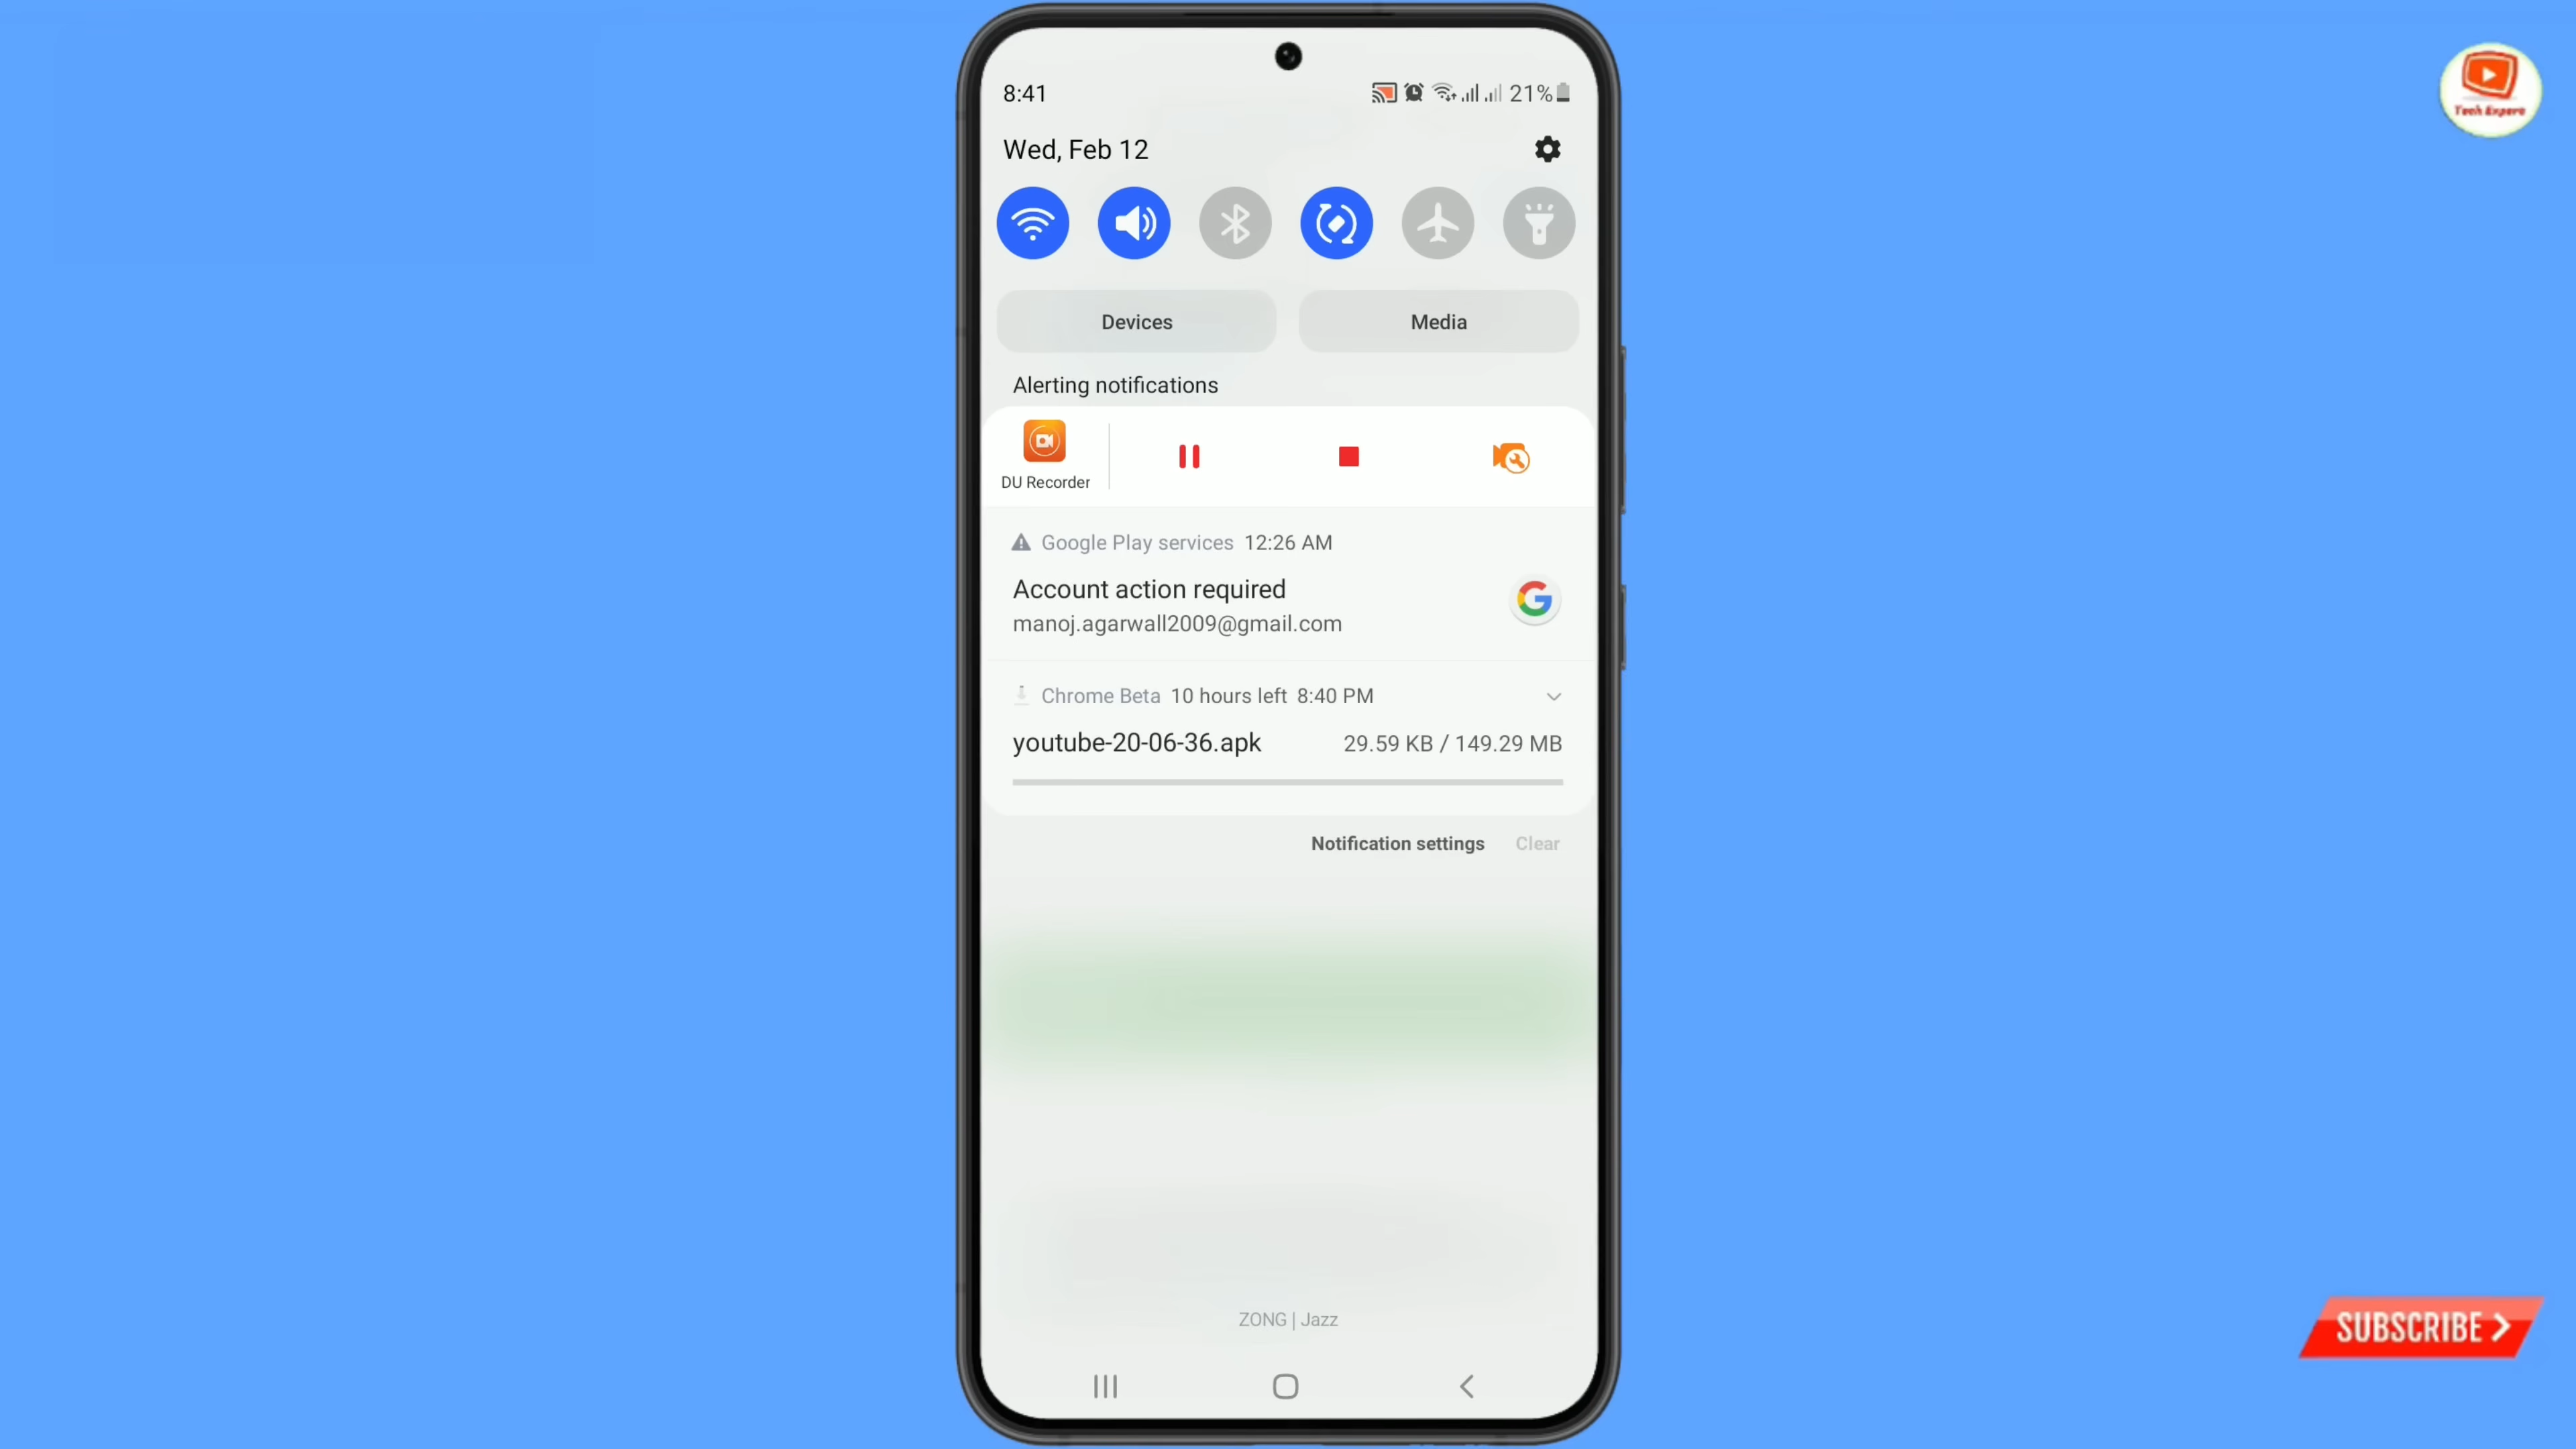 8:41
21%
Tech Expert
Wed, Feb 12
Devices
Media
Alerting notifications
DU Recorder
Google Play services 12:26 AM
Account action required
manoj.agarwall2009@gmail.com
Chrome Beta 10 hours left 8:40 PM
youtube-20-06-36.apk 29.59 KB / 149.29 MB
Notification settings Clear
ZONG | Jazz
SUBSCRIBE